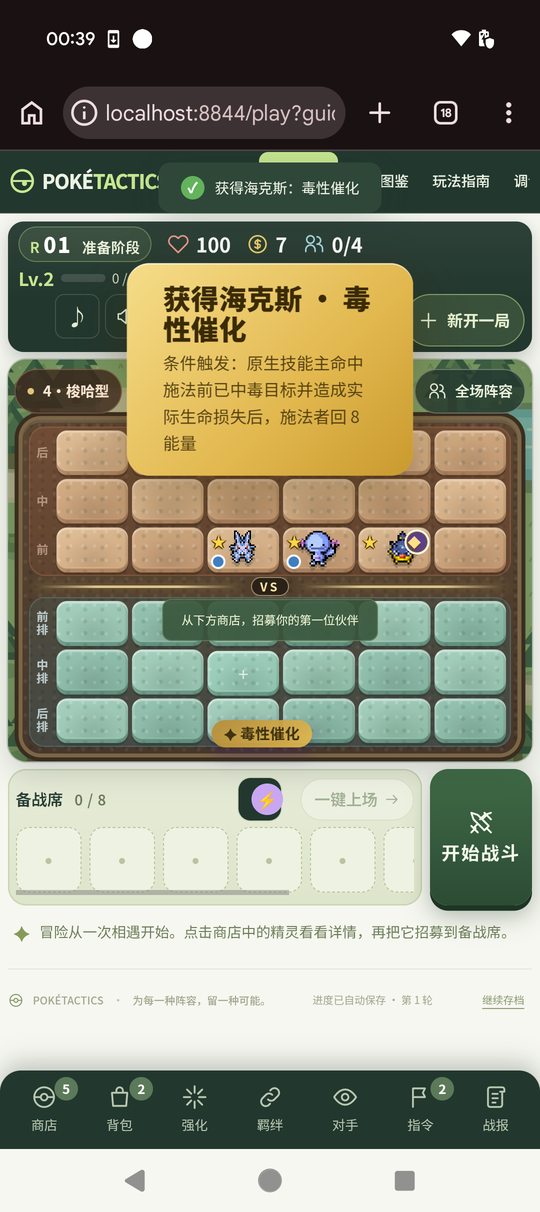 00:39
localhost:8844/play?gui
18
POKÉTACTICS
获得海克斯：毒性催化
图鉴
玩法指南
R 01 准备阶段
100
7
0/4
Lv.2
0/
新开一局
获得海克斯 · 毒
性催化
条件触发：原生技能主命中
施法前已中毒目标并造成实
际生命损失后，施法者回 8
能量
4·梭哈型
全场阵容
后
中
前
VS
前排
从下方商店，招募你的第一位伙伴
中排
后排
毒性催化
备战席 0 / 8
一键上场
开始战斗
冒险从一次相遇开始。点击商店中的精灵看看详情，再把它招募到备战席。
POKÉTACTICS · 为每一种阵容，留一种可能。
进度已自动保存 · 第 1 轮
继续存档
5
2
2
商店
背包
强化
羁绊
对手
指令
战报